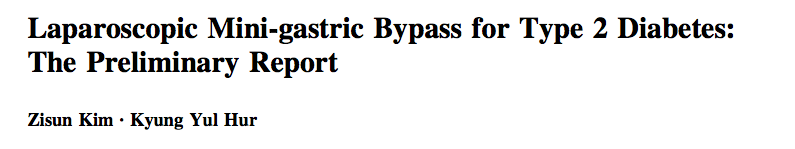 Laparoscopic Mini-gastric Bypass for Type 2 Diabetes:
The Preliminary Report
Zisun Kim · Kyung Yul Hur